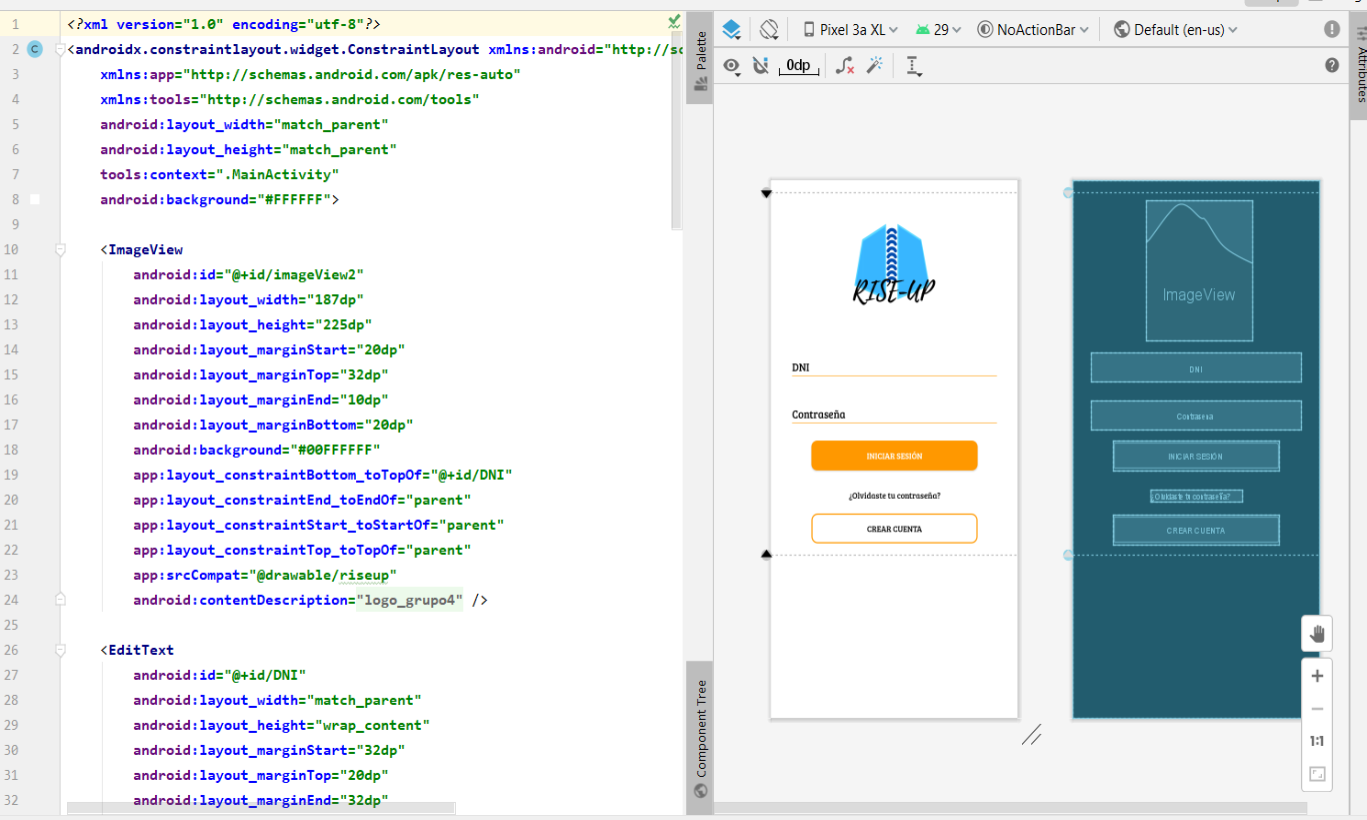 1 <?xml version="1.0" encoding="utf-8"?>
2 C <androidx.constraintlayout.widget.ConstraintLayout xmlns:android="http://sc
3 xmlns:app="http://schemas.android.com/apk/res-auto"
4 xmlns:tools="http://schemas.android.com/tools"
5 android:layout_width="match_parent"
6 android:layout_height="match_parent"
7 tools:context=".MainActivity"
8 android:background="#FFFFFF">
9
10 <ImageView
11 android:id="@+id/imageView2"
12 android:layout_width="187dp"
13 android:layout_height="225dp"
14 android:layout_marginStart="20dp"
15 android:layout_marginTop="32dp"
16 android:layout_marginEnd="10dp"
17 android:layout_marginBottom="20dp"
18 android:background="#00FFFFFF"
19 app:layout_constraintBottom_toTopOf="@+id/DNI"
20 app:layout_constraintEnd_toEndOf="parent"
21 app:layout_constraintStart_toStartOf="parent"
22 app:layout_constraintTop_toTopOf="parent"
23 app:srcCompat="@drawable/riseup"
24 android:contentDescription="logo_grupo4" />
25
26 <EditText
27 android:id="@+id/DNI"
28 android:layout_width="match_parent"
29 android:layout_height="wrap_content"
30 android:layout_marginStart="32dp"
31 android:layout_marginTop="20dp"
32 android:layout_marginEnd="32dp"
Palette
Component Tree
Pixel 3a XL 29 NoActionBar Default (en-us)
0dp
Attributes
RISE-UP
DNI
Contraseña
INICIAR SESIÓN
¿Olvidaste tu contraseña?
CREAR CUENTA
ImageView
DNI
Contrasena
INICIAR SESIÓN
¿Olvidaste tu contraseña?
CREAR CUENTA
1:1